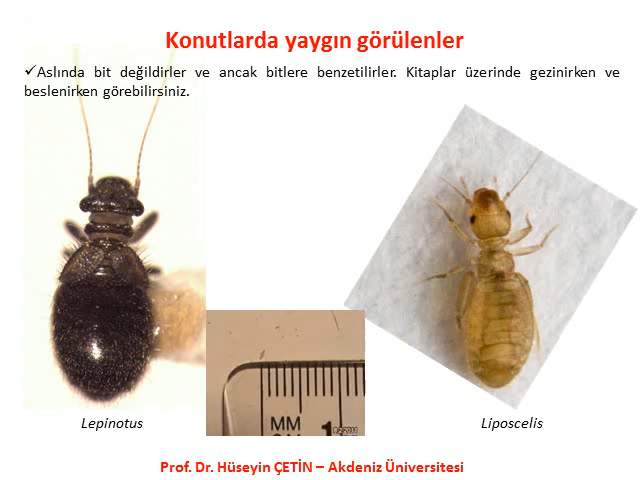 Konutlarda yaygın görülenler
✓Aslında bit değildirler ve ancak bitlere benzetilirler. Kitaplar üzerinde gezinirken ve
beslenirken görebilirsiniz.
MM
1
Lepinotus
Liposcelis
Prof. Dr. Hüseyin ÇETİN – Akdeniz Üniversitesi